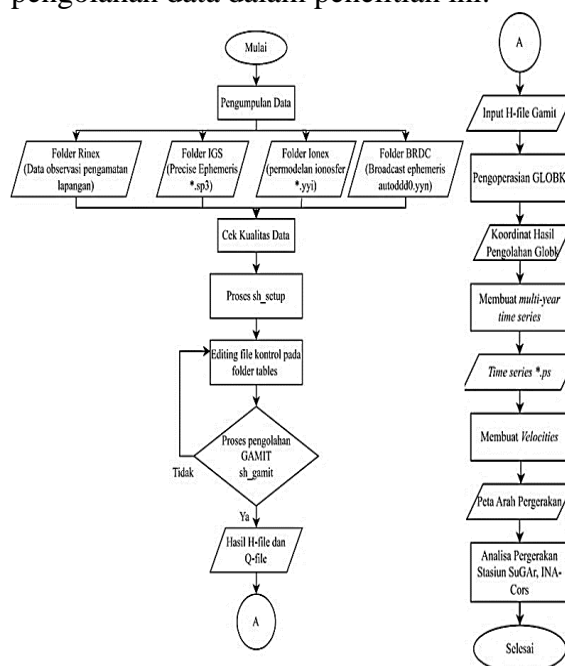 pengolahan data dalam penelitian ini.
Mulai
Pengumpulan Data
Folder Rinex
(Data observasi pengamatan
lapangan)
Folder IGS
(Precise Ephemeris
*.sp3)
Folder Ionex
(permodelan ionosfer
*.yyi)
Folder BRDC
(Broadcast ephemeris
autoddd0.yyn)
Cek Kualitas Data
Proses sh_setup
Editing file kontrol pada
folder tables
Proses pengolahan
GAMIT
sh_gamit
Tidak
Ya
Hasil H-file dan
Q-file
A
A
Input H-file Gamit
Pengoperasian GLOBK
Koordinat Hasil
Pengolahan Globk
Membuat multi-year
time series
Time series *.ps
Membuat Velocities
Peta Arah Pergerakan
Analisa Pergerakan
Stasiun SuGAr, INA-
Cors
Selesai